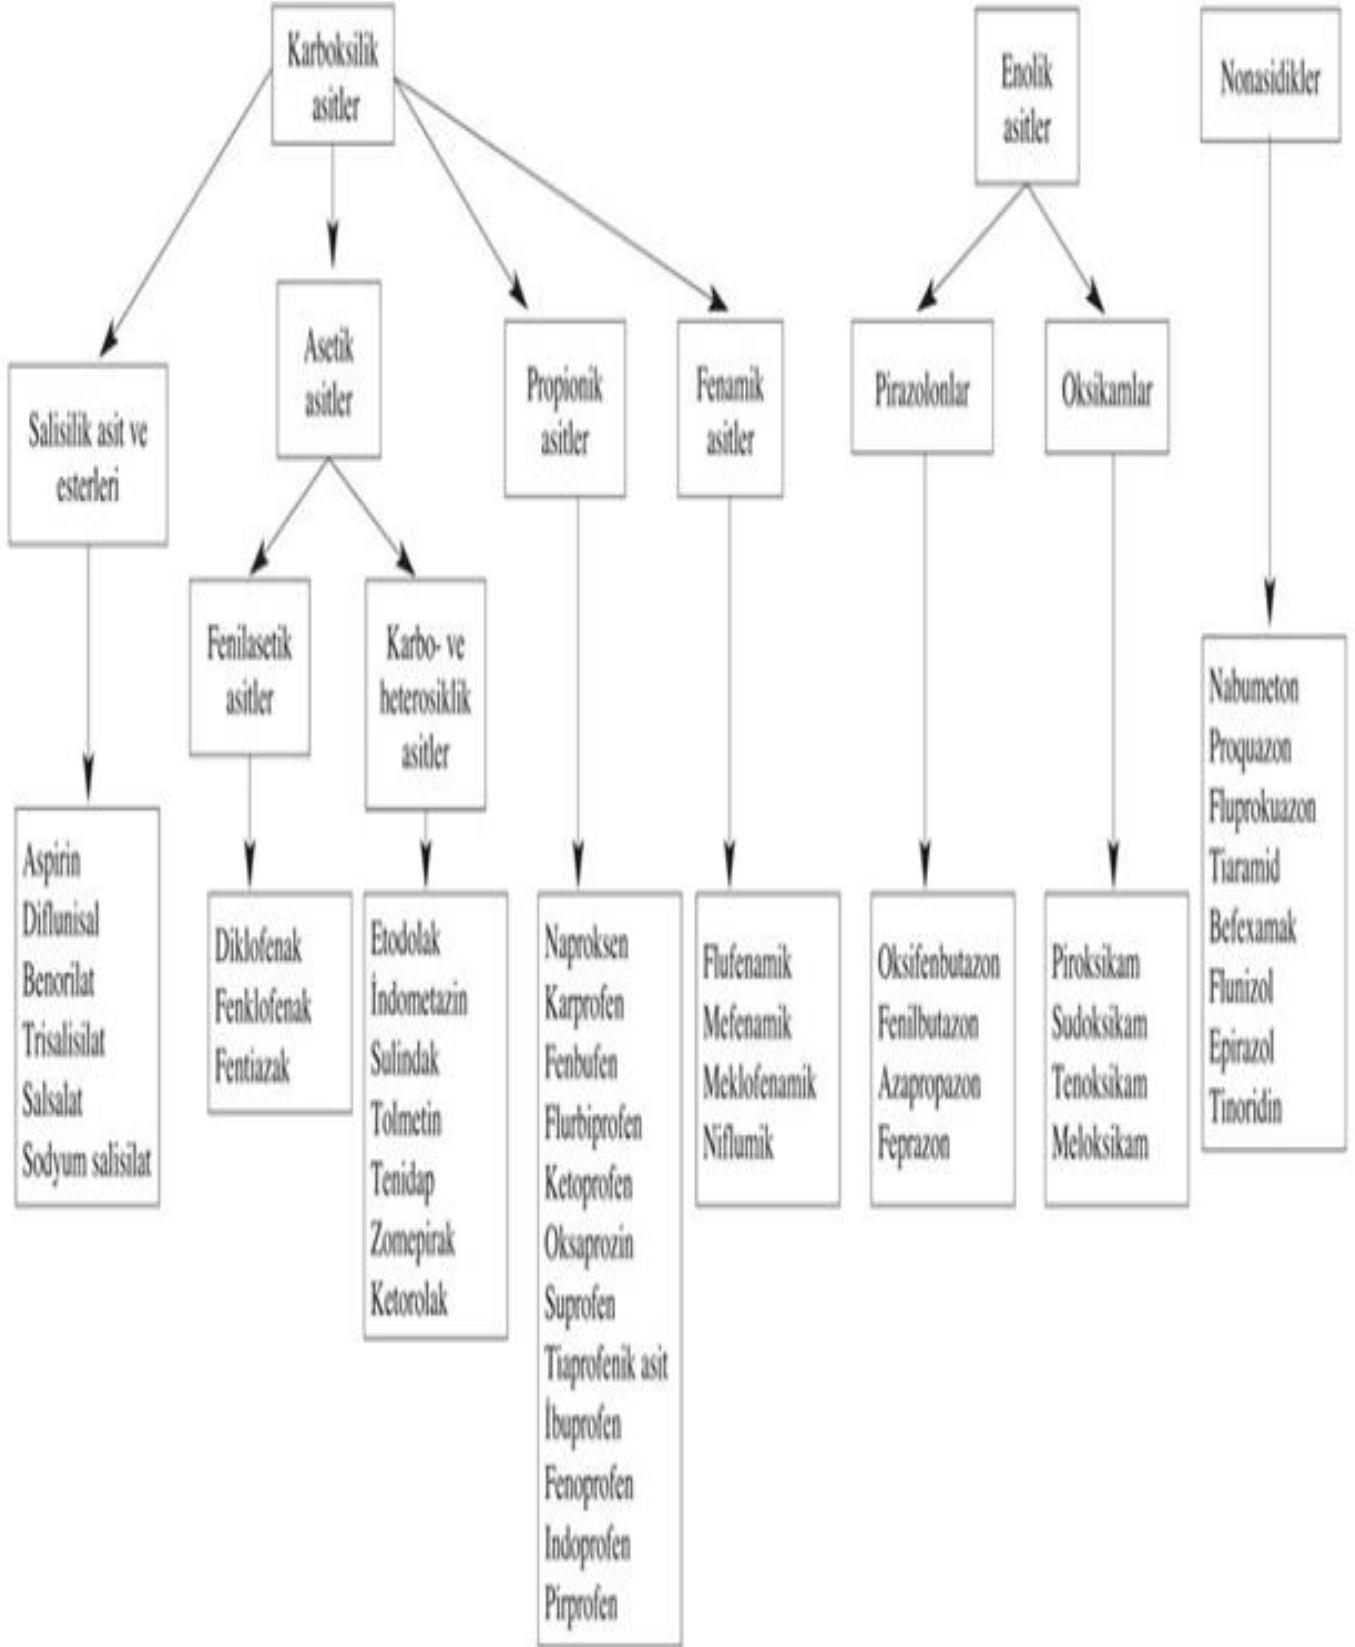 Karboksilik
asitler
Enolik
asitler
Nonasidikler
Salisilik asit ve
esterleri
Asetik
asitler
Propionik
asitler
Fenamik
asitler
Pirazolonlar
Oksikamlar
Fenilasetik
asitler
Karbo- ve
heterosiklik
asitler
Aspirin
Diflunisal
Benorilat
Trisalisilat
Salsalat
Sodyum salisilat
Diklofenak
Fenklofenak
Fentiazak
Etodolak
İndometazin
Sulindak
Tolmetin
Tenidap
Zomepirak
Ketorolak
Naproksen
Karprofen
Fenbufen
Flurbiprofen
Ketoprofen
Oksaprozin
Suprofen
Tiaprofenik asit
İbuprofen
Fenoprofen
Indoprofen
Pirprofen
Flufenamik
Mefenamik
Meklofenamik
Niflumik
Oksifenbutazon
Fenilbutazon
Azapropazon
Feprazon
Piroksikam
Sudoksikam
Tenoksikam
Meloksikam
Nabumeton
Proquazon
Fluprokuazon
Tiaramid
Befexamak
Flunizol
Epirazol
Tinoridin